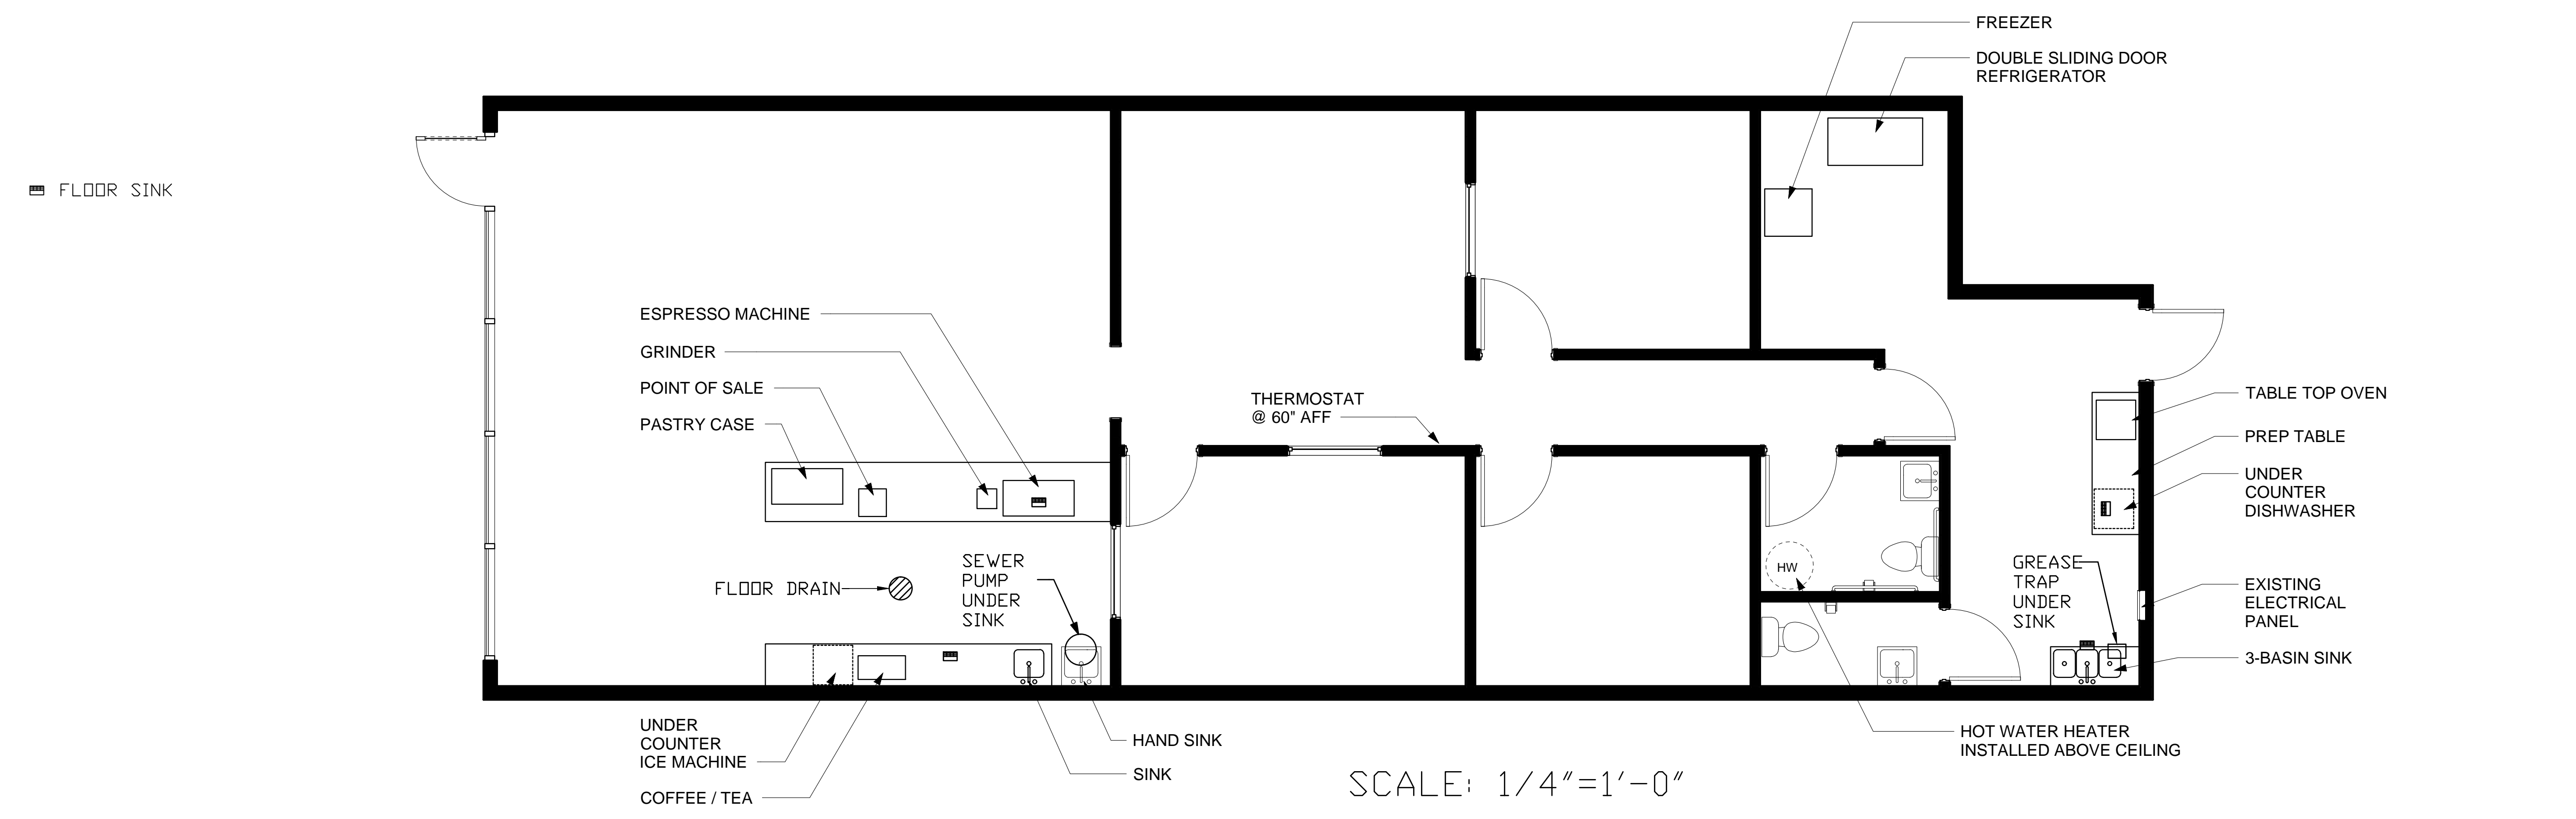 FREEZER
DOUBLE SLIDING DOOR
REFRIGERATOR
FLOOR SINK
ESPRESSO MACHINE
GRINDER
POINT OF SALE
PASTRY CASE
THERMOSTAT
@ 60" AFF
TABLE TOP OVEN
PREP TABLE
UNDER
COUNTER
DISHWASHER
SEWER
PUMP
UNDER
SINK
FLOOR DRAIN
HW
GREASE
TRAP
UNDER
SINK
EXISTING
ELECTRICAL
PANEL
3-BASIN SINK
UNDER
COUNTER
ICE MACHINE
COFFEE / TEA
HAND SINK
SINK
HOT WATER HEATER
INSTALLED ABOVE CEILING
SCALE: 1/4"=1'-0"